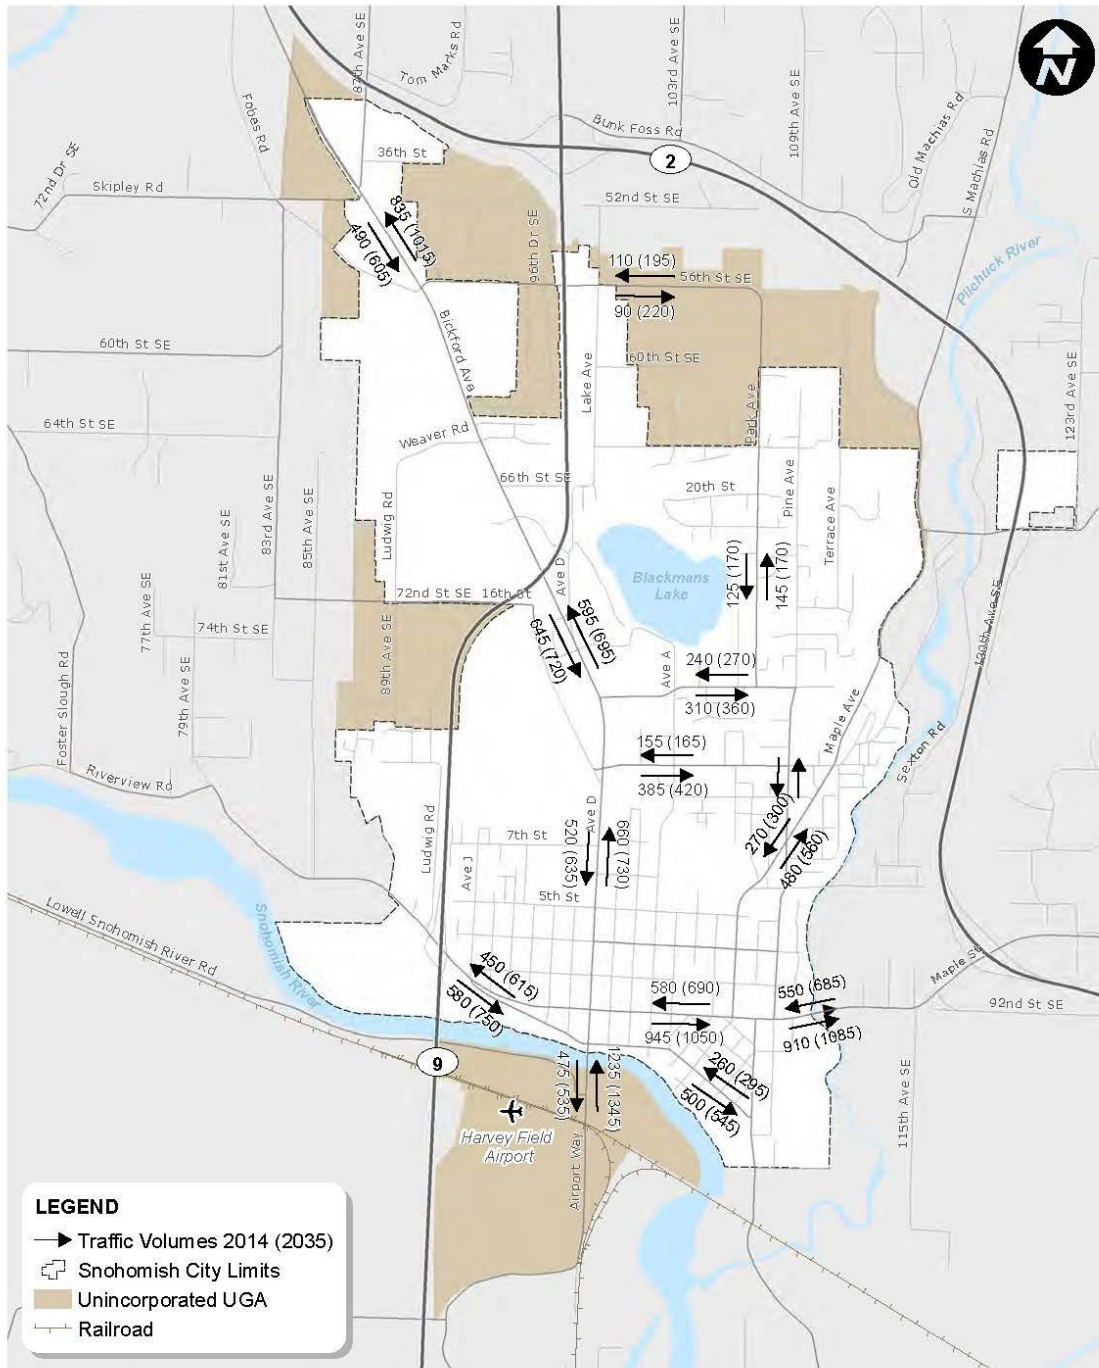 87th Ave SE
Tom Marks Rd
103rd Ave SE
109th Ave SE
N
Fobes Rd
Bunk Foss Rd
Old Machias Rd
S Machias Rd
36th St
2
72nd Dr SE
Skipley Rd
52nd St SE
835 (1015)
490 (605)
96th Dr SE
110 (195)
56th St SE
90 (220)
Pilchuck River
Bickford Ave
60th St SE
60th St SE
Lake Ave
Park Ave
123rd Ave SE
64th St SE
Weaver Rd
66th St SE
20th St
Pine Ave
Terrace Ave
83rd Ave SE
85th Ave SE
81st Ave SE
Ludwig Rd
Ave D
Blackmans
Lake
125 (170)
145 (170)
77th Ave SE
72nd St SE
16th St
74th St SE
595 (695)
645 (720)
130th Ave SE
89th Ave SE
79th Ave SE
Foster Slough Rd
Ave A
240 (270)
310 (360)
Maple Ave
Sexton Rd
155 (165)
385 (420)
Riverview Rd
Ludwig Rd
Ave D
270 (300)
480 (560)
7th St
520 (635)
660 (730)
Ave J
5th St
Lowell Snohomish River Rd
Snohomish River
450 (615)
580 (750)
580 (690)
945 (1050)
550 (685)
910 (1085)
Maple St
92nd St SE
9
475 (535)
1235 (1345)
260 (295)
500 (545)
115th Ave SE
Harvey Field
Airport
Airport Way
LEGEND
Traffic Volumes 2014 (2035)
Snohomish City Limits
Unincorporated UGA
Railroad